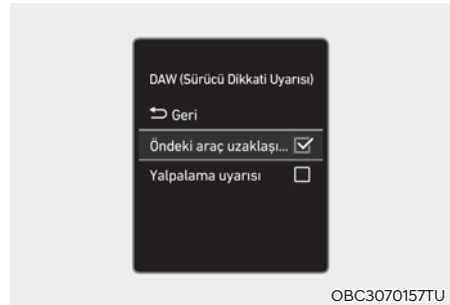 DAW (Sürücü Dikkati Uyarısı)
Geri
Öndeki araç uzaklaşı...
Yalpalama uyarısı
OBC3070157TU